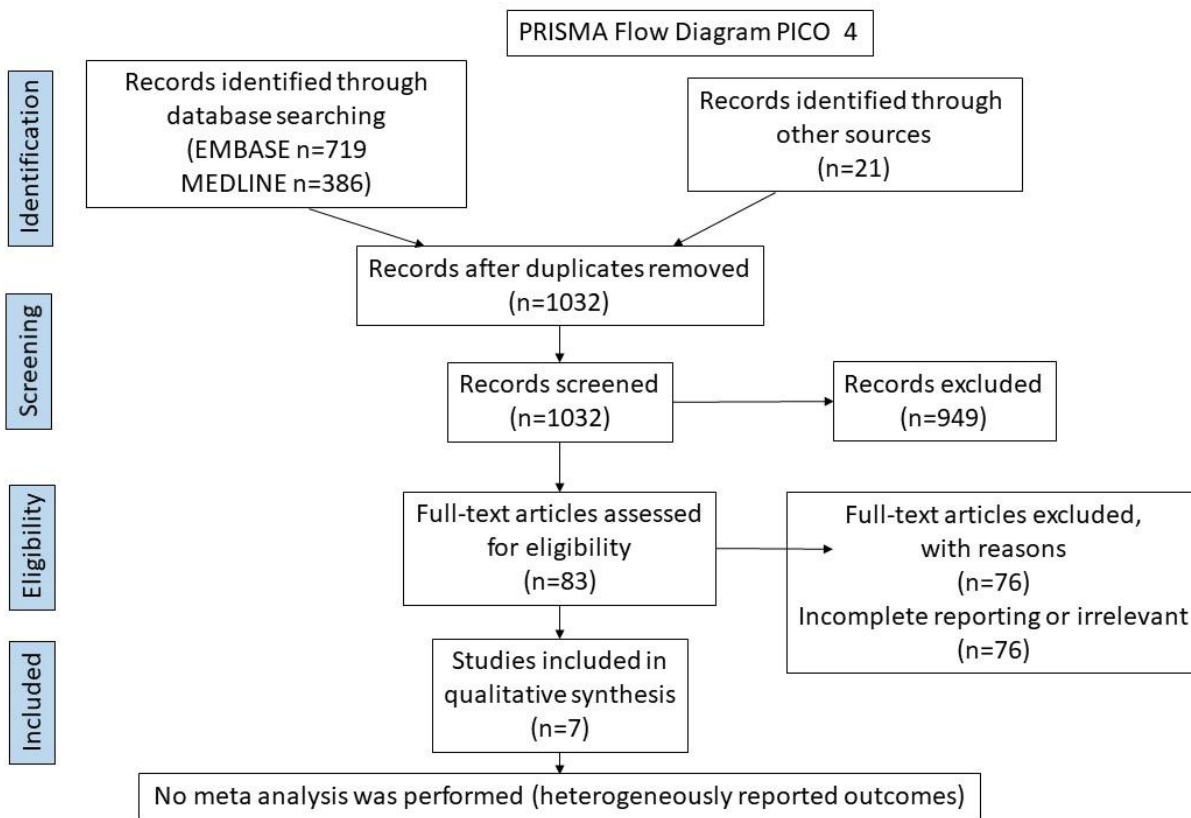 PRISMA Flow Diagram PICO 4
Identification
Records identified through
database searching
(EMBASE n=719
MEDLINE n=386)
Records identified through
other sources
(n=21)
Records after duplicates removed
(n=1032)
Screening
Records screened
(n=1032)
Records excluded
(n=949)
Eligibility
Full-text articles assessed
for eligibility
(n=83)
Full-text articles excluded,
with reasons
(n=76)
Incomplete reporting or irrelevant
(n=76)
Included
Studies included in
qualitative synthesis
(n=7)
No meta analysis was performed (heterogeneously reported outcomes)